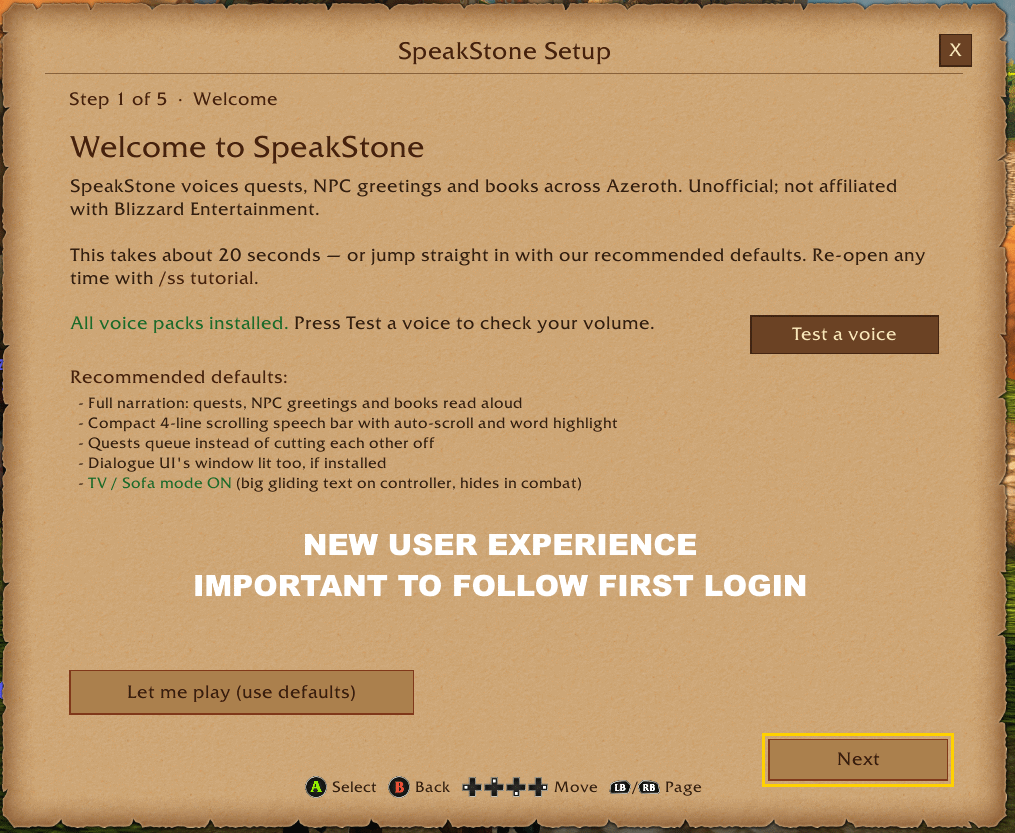 SpeakStone Setup
X
Step 1 of 5 · Welcome
Welcome to SpeakStone
SpeakStone voices quests, NPC greetings and books across Azeroth. Unofficial; not affiliated
with Blizzard Entertainment.
This takes about 20 seconds — or jump straight in with our recommended defaults. Re-open any
time with /ss tutorial.
All voice packs installed. Press Test a voice to check your volume.
Test a voice
Recommended defaults:
- Full narration: quests, NPC greetings and books read aloud
- Compact 4-line scrolling speech bar with auto-scroll and word highlight
- Quests queue instead of cutting each other off
- Dialogue UI's window lit too, if installed
- TV / Sofa mode ON (big gliding text on controller, hides in combat)
NEW USER EXPERIENCE
IMPORTANT TO FOLLOW FIRST LOGIN
Let me play (use defaults)
Next
A Select B Back Move LB/RB Page